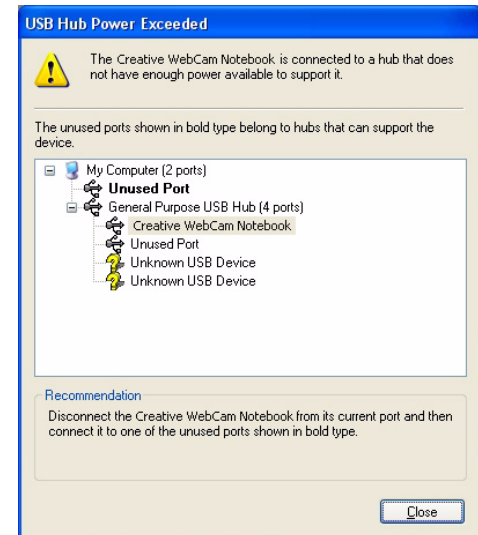 USB Hub Power Exceeded
The Creative WebCam Notebook is connected to a hub that does
not have enough power available to support it.
The unused ports shown in bold type belong to hubs that can support the
device.
My Computer (2 ports)
Unused Port
General Purpose USB Hub (4 ports)
Creative WebCam Notebook
Unused Port
Unknown USB Device
Unknown USB Device
Recommendation
Disconnect the Creative WebCam Notebook from its current port and then
connect it to one of the unused ports shown in bold type.
Close